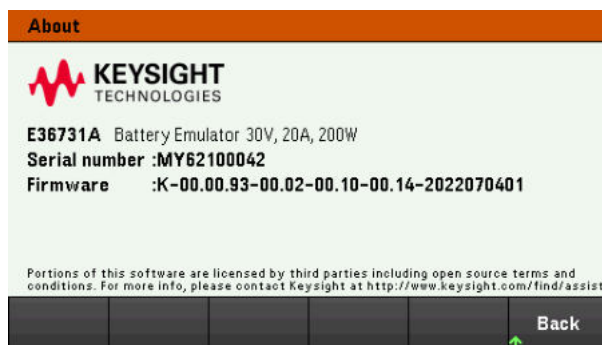 About
KEYSIGHT
TECHNOLOGIES
E36731A Battery Emulator 30V, 20A, 200W
Serial number :MY62100042
Firmware :K-00.00.93-00.02-00.10-00.14-2022070401
Portions of this software are licensed by third parties including open source terms and
conditions. For more info, please contact Keysight at http://www.keysight.com/find/assist
Back